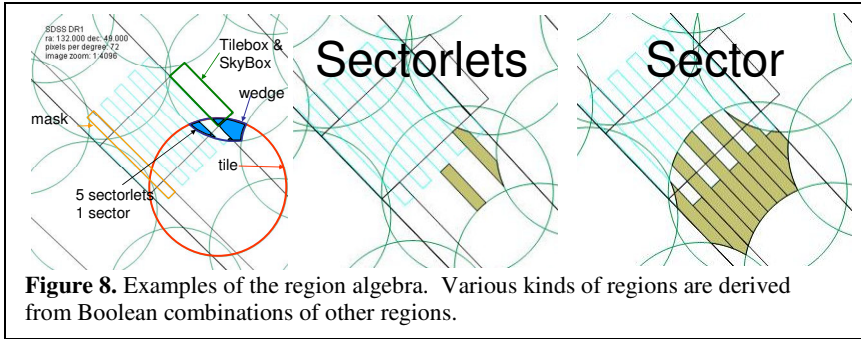 SDSS DR1
ra: 132.000 dec: 49.000
pixels per degree: 72
image zoom: 1:4096
Tilebox &
SkyBox
wedge
mask
tile
5 sectorlets
1 sector
Sectorlets
Sector
Figure 8. Examples of the region algebra. Various kinds of regions are derived
from Boolean combinations of other regions.